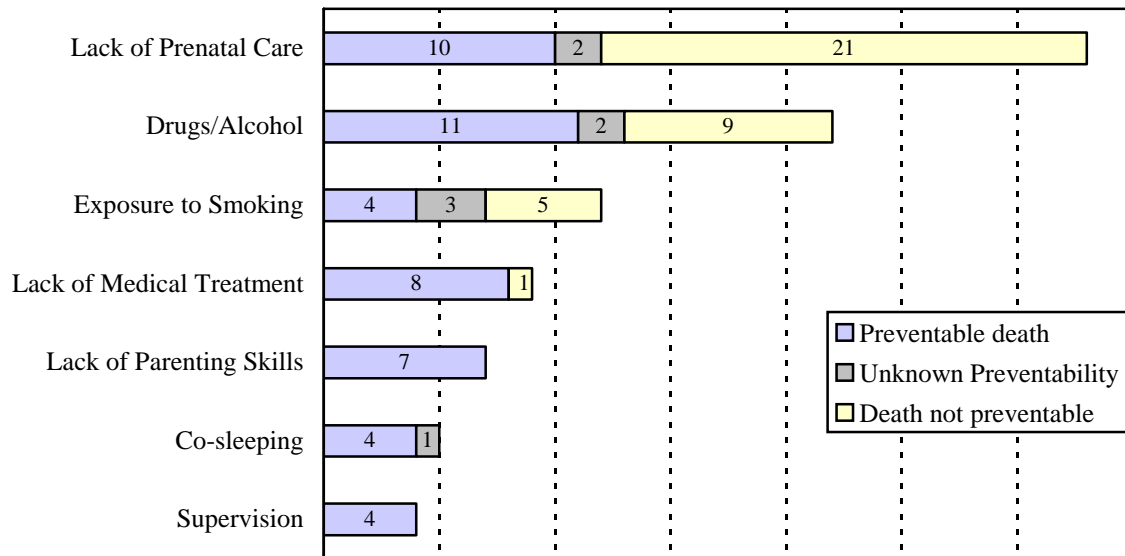 Lack of Prenatal Care 10 2 21
Drugs/Alcohol 11 2 9
Exposure to Smoking 4 3 5
Lack of Medical Treatment 8 1
Lack of Parenting Skills 7
Co-sleeping 4 1
Supervision 4
Preventable death
Unknown Preventability
Death not preventable